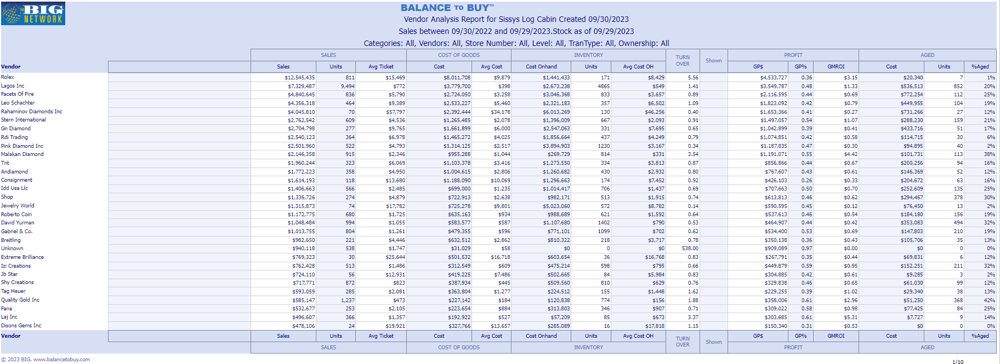 THE BIG NETWORK
BALANCE TO BUY™
Vendor Analysis Report for Sissys Log Cabin Created 09/30/2023
Sales between 09/30/2022 and 09/29/2023.Stock as of 09/29/2023
Categories: All, Vendors: All, Store Number: All, Level: All, TranType: All, Ownership: All
SALES COST OF GOODS INVENTORY TURN OVER Shown PROFIT AGED
Vendor Sales Units Avg Ticket Cost Avg Cost Cost Onhand Units Avg Cost OH GP$ GP% GMROI Cost Units %Aged
Rolex $12,545,435 811 $15,469 $8,011,708 $9,879 $1,441,433 171 $8,429 5.56 $4,533,727 0.36 $3.15 $20,340 7 1%
Lagos Inc $7,329,487 9,494 $772 $3,779,700 $398 $2,673,238 4865 $549 1.41 $3,549,787 0.48 $1.33 $536,513 852 20%
Facets Of Fire $4,840,645 836 $5,790 $2,724,050 $3,258 $3,046,368 833 $3,657 0.89 $2,116,595 0.44 $0.69 $772,254 112 25%
Leo Schachter $4,356,318 464 $9,389 $2,533,227 $5,460 $2,321,183 357 $6,502 1.09 $1,823,092 0.42 $0.79 $449,955 104 19%
Rahaminov Diamonds Inc $4,045,810 70 $57,797 $2,392,444 $34,178 $6,013,269 130 $46,256 0.40 $1,653,366 0.41 $0.27 $731,266 27 12%
Stern International $2,762,542 609 $4,536 $1,265,485 $2,078 $1,396,009 667 $2,093 0.91 $1,497,057 0.54 $1.07 $288,230 159 21%
Gn Diamond $2,704,798 277 $9,765 $1,661,899 $6,000 $2,547,063 331 $7,695 0.65 $1,042,899 0.39 $0.41 $433,716 51 17%
Rdi Trading $2,540,123 364 $6,978 $1,465,272 $4,025 $1,856,664 437 $4,249 0.79 $1,074,851 0.42 $0.58 $114,715 30 6%
Pink Diamond Inc $2,501,960 522 $4,793 $1,314,125 $2,517 $3,894,903 1230 $3,167 0.34 $1,187,835 0.47 $0.30 $94,895 40 2%
Malakan Diamond $2,146,358 915 $2,346 $955,288 $1,044 $269,729 814 $331 3.54 $1,191,071 0.55 $4.42 $101,731 113 38%
Tnt $1,960,244 323 $6,069 $1,103,378 $3,416 $1,273,550 334 $3,813 0.87 $856,866 0.44 $0.67 $200,256 94 16%
Andiamond $1,772,223 358 $4,950 $1,004,615 $2,806 $1,260,682 430 $2,932 0.80 $767,607 0.43 $0.61 $146,369 52 12%
Consignment $1,614,193 118 $13,680 $1,188,090 $10,069 $1,296,663 174 $7,452 0.92 $426,103 0.26 $0.33 $204,672 63 16%
Idd Usa Llc $1,406,663 566 $2,485 $699,000 $1,235 $1,014,417 706 $1,437 0.69 $707,663 0.50 $0.70 $252,609 135 25%
Shop $1,336,726 274 $4,879 $722,913 $2,638 $982,171 513 $1,915 0.74 $613,813 0.46 $0.62 $294,467 378 30%
Jewelry World $1,315,873 74 $17,782 $725,278 $9,801 $5,023,060 572 $8,782 0.14 $590,595 0.45 $0.12 $76,450 13 2%
Roberto Coin $1,172,775 680 $1,725 $635,163 $934 $988,689 621 $1,592 0.64 $537,613 0.46 $0.54 $184,180 156 19%
David Yurman $1,048,484 994 $1,055 $583,577 $587 $1,107,680 1402 $790 0.53 $464,907 0.44 $0.42 $353,083 494 32%
Gabriel & Co. $1,013,755 804 $1,261 $479,355 $596 $771,101 1099 $702 0.62 $534,400 0.53 $0.69 $147,803 210 19%
Breitling $982,650 221 $4,446 $632,512 $2,862 $810,322 218 $3,717 0.78 $350,138 0.36 $0.43 $105,706 35 13%
Unknown $940,118 538 $1,747 $31,029 $58 $0 0 $0 538.00 $909,089 0.97 $0.00 $0 0 0%
Extreme Brilliance $769,323 30 $25,644 $501,532 $16,718 $603,654 36 $16,768 0.83 $267,791 0.35 $0.44 $69,831 6 12%
Izi Creations $762,428 513 $1,486 $312,549 $609 $475,214 598 $795 0.66 $449,879 0.59 $0.95 $152,251 211 32%
Jb Star $724,110 56 $12,931 $419,225 $7,486 $502,665 84 $5,984 0.83 $304,885 0.42 $0.61 $9,285 3 2%
Shy Creations $717,771 872 $823 $387,934 $445 $509,560 810 $629 0.76 $329,838 0.46 $0.65 $61,030 99 12%
Tag Heuer $593,059 285 $2,081 $363,804 $1,277 $224,512 155 $1,448 1.62 $229,255 0.39 $1.02 $29,340 38 13%
Quality Gold Inc $585,147 1,237 $473 $227,142 $184 $120,838 774 $156 1.88 $358,006 0.61 $2.96 $51,250 368 42%
Fana $532,677 253 $2,105 $223,654 $884 $313,803 346 $907 0.71 $309,022 0.58 $0.98 $77,425 84 25%
Laj Inc $496,607 366 $1,357 $192,922 $527 $57,209 85 $673 3.37 $303,685 0.61 $5.31 $7,727 9 14%
Disons Gems Inc $478,106 24 $19,921 $327,766 $13,657 $285,089 16 $17,818 1.15 $150,340 0.31 $0.53 $0 0 0%
Vendor Sales Units Avg Ticket Cost Avg Cost Cost Onhand Units Avg Cost OH TURN OVER Shown GP$ GP% GMROI Cost Units %Aged
SALES COST OF GOODS INVENTORY PROFIT AGED
© 2023 BIG. www.balancetobuy.com
1/10